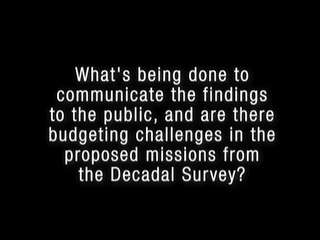 What's being done to
communicate the findings
to the public, and are there
budgeting challenges in the
proposed missions from
the Decadal Survey?